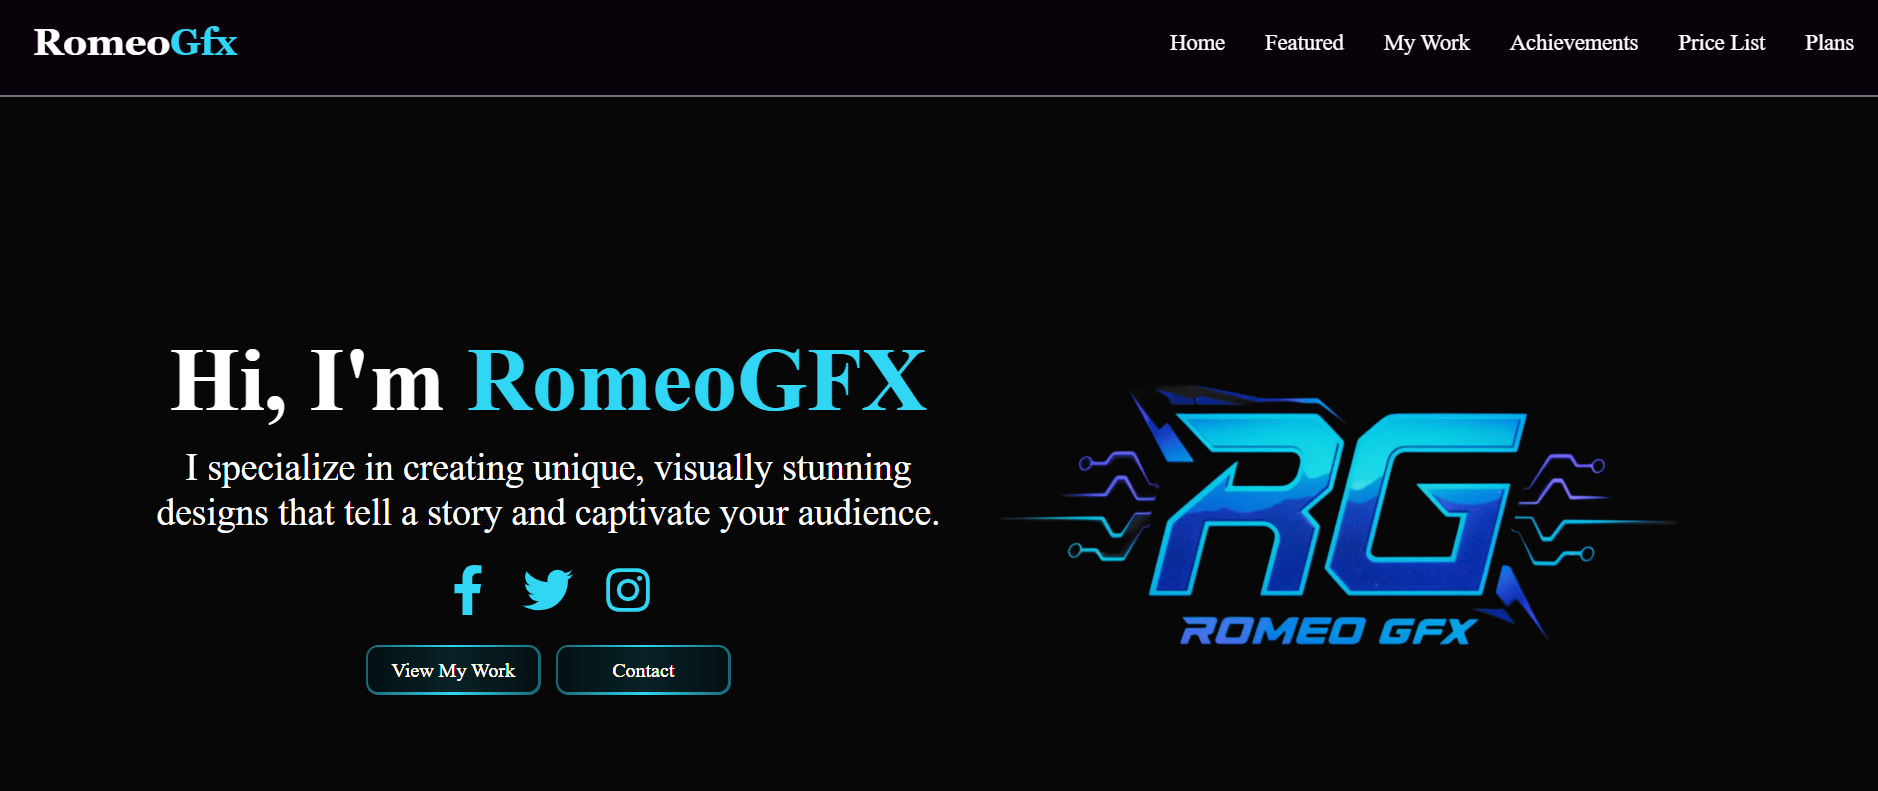 RomeoGfx
Home Featured My Work Achievements Price List Plans
Hi, I'm RomeoGFX
I specialize in creating unique, visually stunning
designs that tell a story and captivate your audience.
View My Work Contact
RG
ROMEO GFX